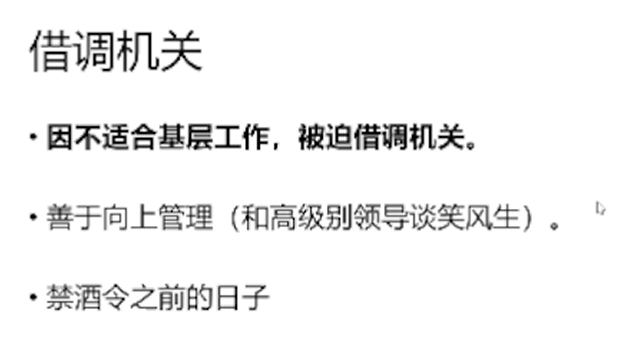 借调机关
• 因不适合基层工作，被迫借调机关。
• 善于向上管理（和高级别领导谈笑风生）。
• 禁酒令之前的日子